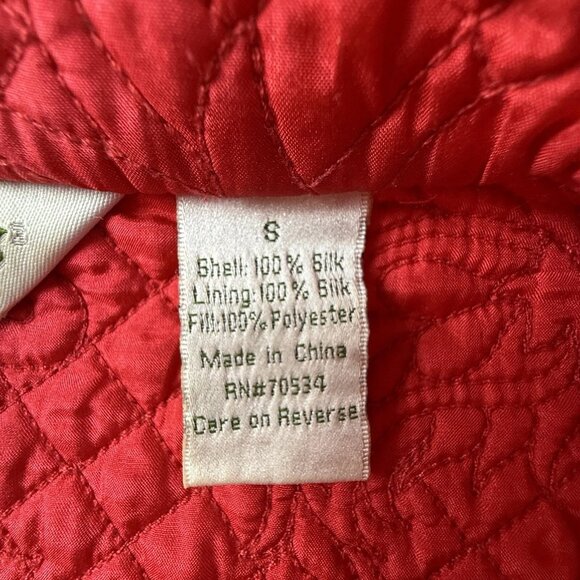 S
Shell: 100% Silk
Lining: 100% Silk
Fill: 100% Polyester
Made in China
RN#70534
Care on Reverse